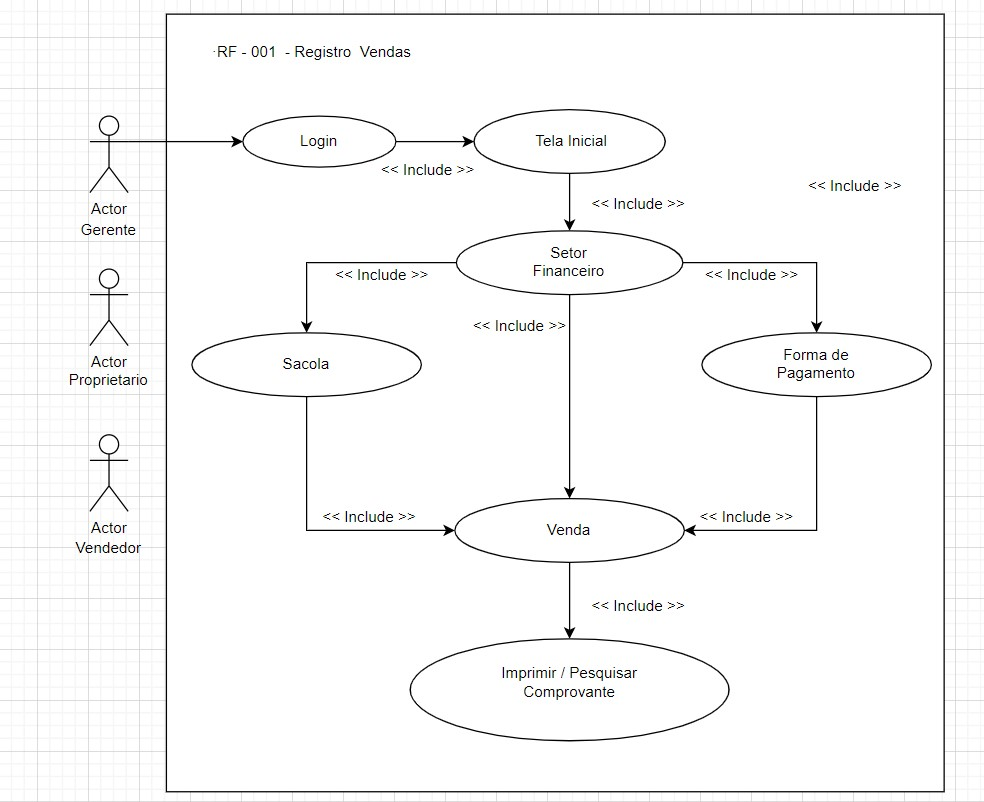 ·RF - 001 - Registro Vendas
Login
Tela Inicial
<< Include >>
<< Include >>
<< Include >>
Actor
Gerente
Setor
Financeiro
<< Include >>
<< Include >>
<< Include >>
Actor
Proprietario
Sacola
Forma de
Pagamento
Actor
Vendedor
<< Include >>
<< Include >>
Venda
<< Include >>
Imprimir / Pesquisar
Comprovante